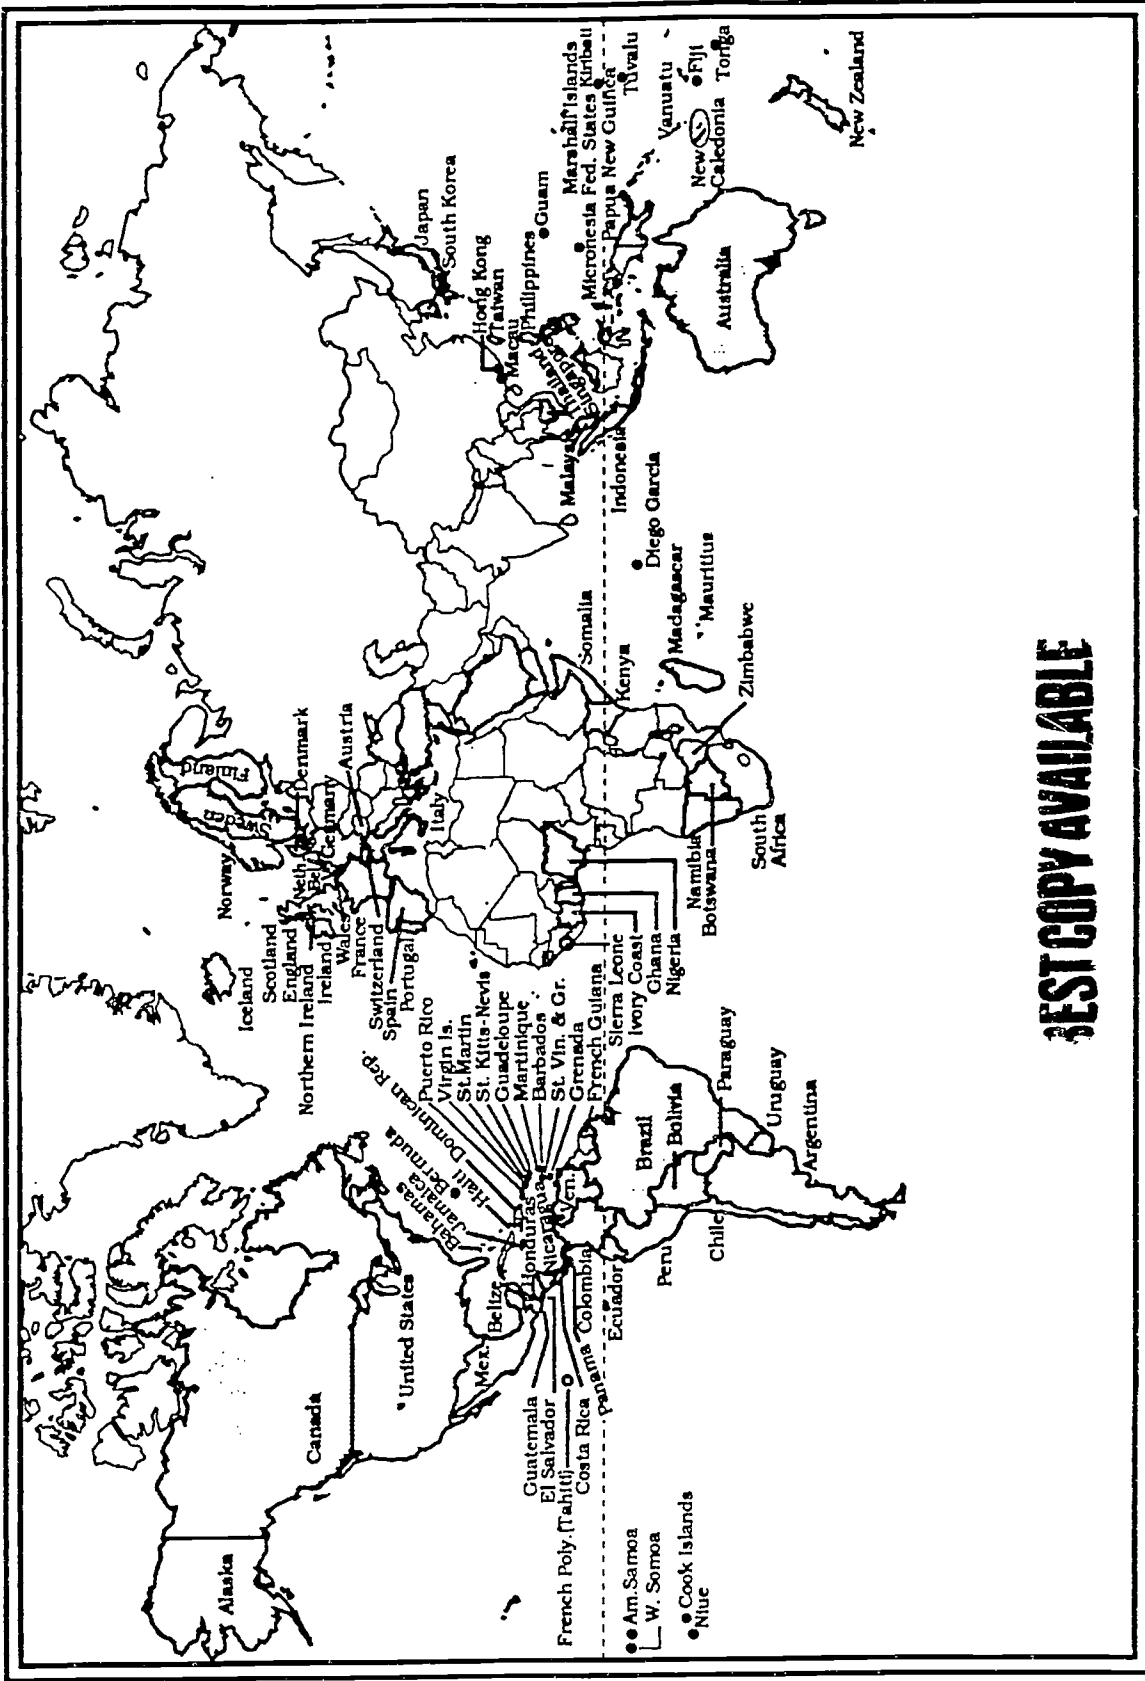 Alaska
Canada
United States
Mex.
Belize
Honduras
Nicaragua
Guatemala
El Salvador
French Poly. (Tahiti)
Costa Rica
Panama
Colombia
Ecuador
Peru
Chile
Ven.
Brazil
Bolivia
Paraguay
Uruguay
Argentina
Am. Samoa
W. Somoa
Cook Islands
Niue
Bahamas
Jamaica
Bermuda
Haiti
Dominican Rep.
Puerto Rico
Virgin Is.
St. Martin
St. Kitts-Nevis
Guadeloupe
Martinique
Barbados
St. Vin. & Gr.
Grenada
French Guiana
Iceland
Norway
Sweden
Finland
Denmark
Scotland
England
Northern Ireland
Ireland
Wales
Neth.
Bel.
W. Germany
France
Switzerland
Spain
Portugal
Austria
Italy
Sierra Leone
Ivory Coast
Ghana
Nigeria
Namibia
Botswana
South
Africa
Zimbabwe
Kenya
Somalia
Madagascar
Mauritius
Diego Garcia
Japan
South Korea
Hong Kong
Taiwan
Macau
Philippines
Thailand
Singapore
Malaysia
Indonesia
Guam
Marshall Islands
Micronesia Fed. States
Kiribati
Papua New Guinea
Tuvalu
Vanuatu
Fiji
Tonga
New
Caledonia
Australia
New Zealand
BEST COPY AVAILABLE